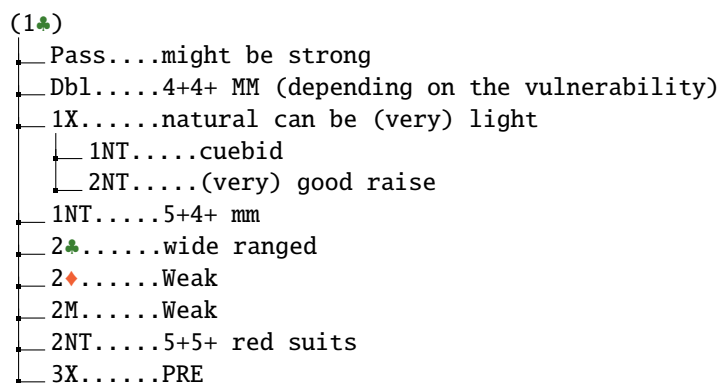 (1♣)
Pass....might be strong
Dbl.....4+4+ MM (depending on the vulnerability)
1X......natural can be (very) light
1NT.....cuebid
2NT.....(very) good raise
1NT.....5+4+ mm
2♣......wide ranged
2♦......Weak
2M......Weak
2NT.....5+5+ red suits
3X......PRE